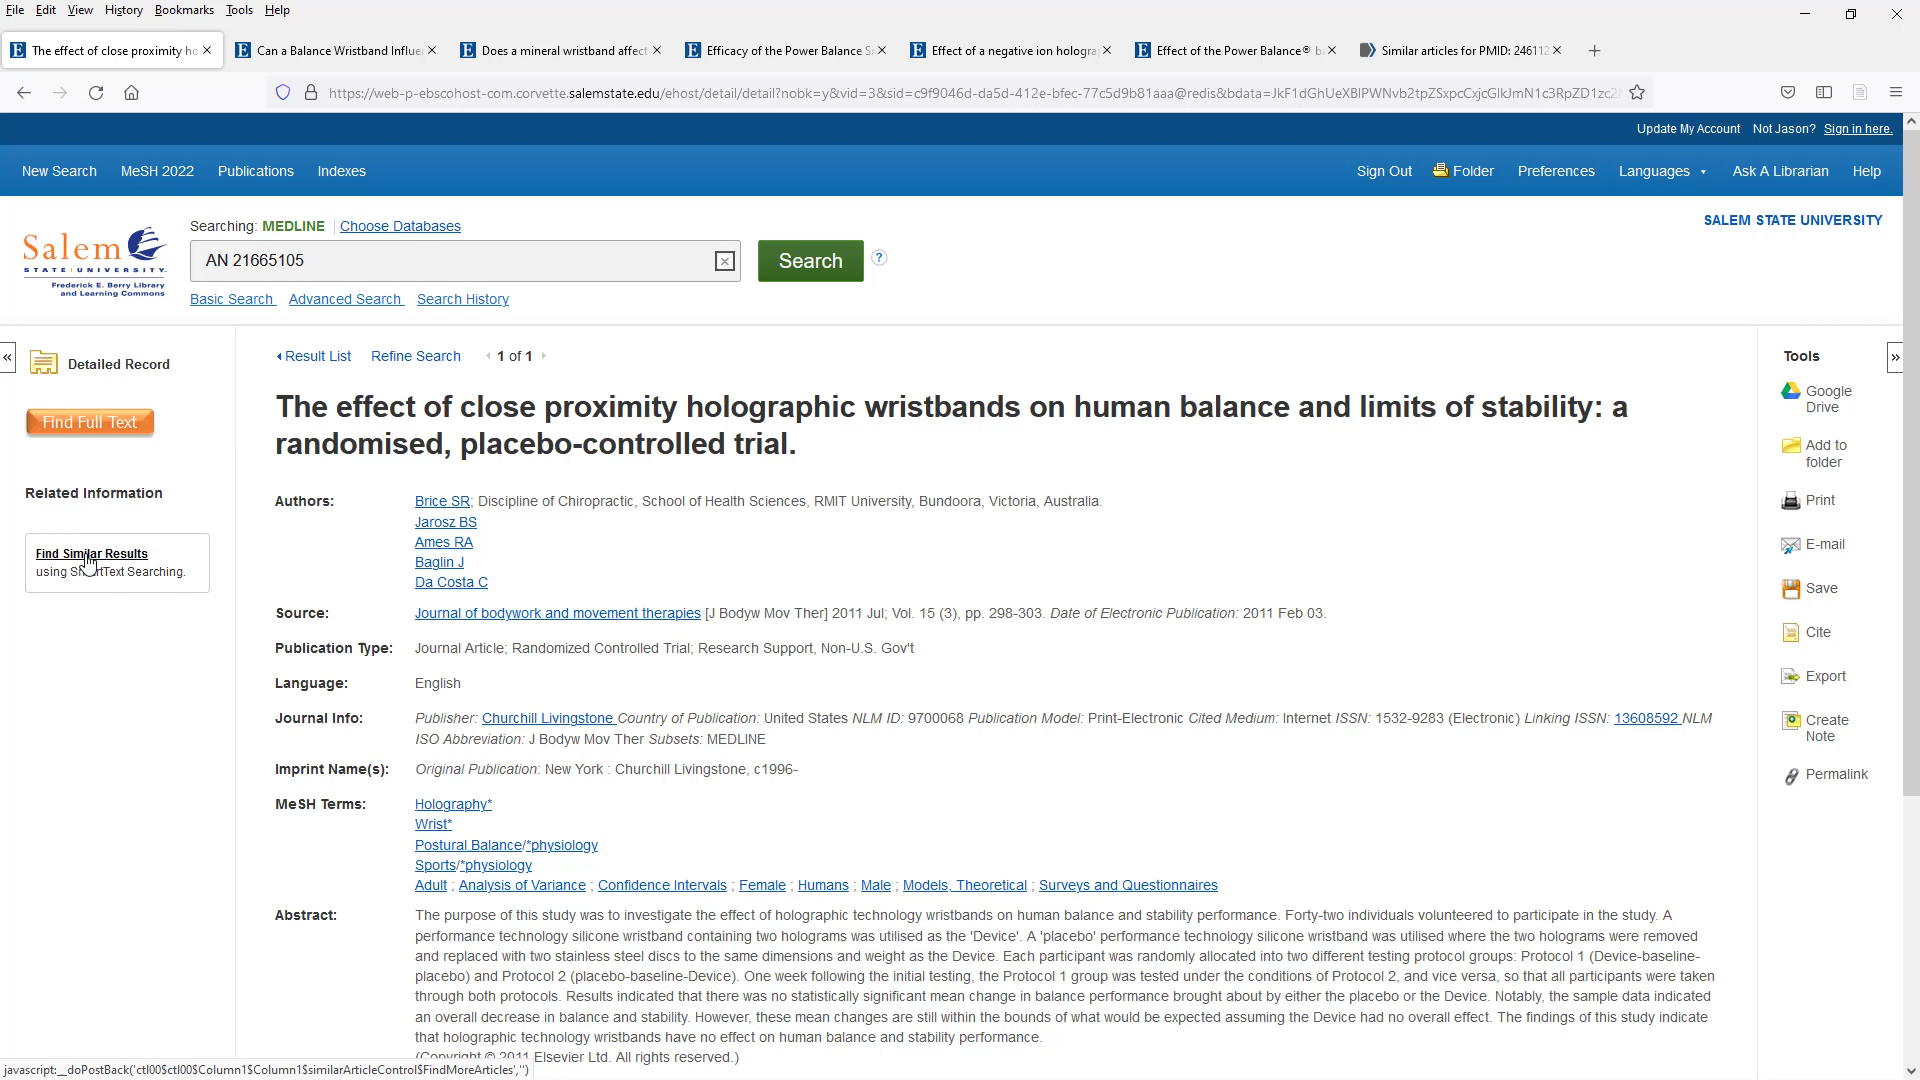 File Edit View History Bookmarks Tools Help
The effect of close proximity ho
Can a Balance Wristband Influe
Does a mineral wristband affect
Efficacy of the Power Balance Si
Effect of a negative ion hologra
Effect of the Power Balance® b
Similar articles for PMID: 246112
https://web-p-ebscohost-com.corvette.salemstate.edu/ehost/detail/detail?nobk=y&vid=3&sid=c9f9046d-da5d-412e-bfec-77c5d9b81aaa@redis&bdata=JkF1dGhUeXBlPWNvb2tpZSxpcCxjcGlkJmN1c3RpZD1zc2
Update My Account Not Jason? Sign in here.
New Search MeSH 2022 Publications Indexes
Sign Out Folder Preferences Languages Ask A Librarian Help
Salem
STATE UNIVERSITY
Frederick E. Berry Library
and Learning Commons
Searching: MEDLINE Choose Databases
AN 21665105
Search
?
Basic Search Advanced Search Search History
SALEM STATE UNIVERSITY
« Detailed Record
Find Full Text
Related Information
Find Similar Results
using SmartText Searching.
Result List Refine Search 1 of 1
The effect of close proximity holographic wristbands on human balance and limits of stability: a
randomised, placebo-controlled trial.
Authors: Brice SR; Discipline of Chiropractic, School of Health Sciences, RMIT University, Bundoora, Victoria, Australia.
Jarosz BS
Ames RA
Baglin J
Da Costa C
Source: Journal of bodywork and movement therapies [J Bodyw Mov Ther] 2011 Jul; Vol. 15 (3), pp. 298-303. Date of Electronic Publication: 2011 Feb 03.
Publication Type: Journal Article; Randomized Controlled Trial; Research Support, Non-U.S. Gov't
Language: English
Journal Info: Publisher: Churchill Livingstone Country of Publication: United States NLM ID: 9700068 Publication Model: Print-Electronic Cited Medium: Internet ISSN: 1532-9283 (Electronic) Linking ISSN: 13608592 NLM
ISO Abbreviation: J Bodyw Mov Ther Subsets: MEDLINE
Imprint Name(s): Original Publication: New York : Churchill Livingstone, c1996-
MeSH Terms: Holography*
Wrist*
Postural Balance/*physiology
Sports/*physiology
Adult ; Analysis of Variance ; Confidence Intervals ; Female ; Humans ; Male ; Models, Theoretical ; Surveys and Questionnaires
Abstract: The purpose of this study was to investigate the effect of holographic technology wristbands on human balance and stability performance. Forty-two individuals volunteered to participate in the study. A
performance technology silicone wristband containing two holograms was utilised as the 'Device'. A 'placebo' performance technology silicone wristband was utilised where the two holograms were removed
and replaced with two stainless steel discs to the same dimensions and weight as the Device. Each participant was randomly allocated into two different testing protocol groups: Protocol 1 (Device-baseline-
placebo) and Protocol 2 (placebo-baseline-Device). One week following the initial testing, the Protocol 1 group was tested under the conditions of Protocol 2, and vice versa, so that all participants were taken
through both protocols. Results indicated that there was no statistically significant mean change in balance performance brought about by either the placebo or the Device. Notably, the sample data indicated
an overall decrease in balance and stability. However, these mean changes are still within the bounds of what would be expected assuming the Device had no overall effect. The findings of this study indicate
that holographic technology wristbands have no effect on human balance and stability performance.
(Copyright © 2011 Elsevier Ltd. All rights reserved.)
Tools »
Google
Drive
Add to
folder
Print
E-mail
Save
Cite
Export
Create
Note
Permalink
javascript:__doPostBack('ctl00$ctl00$Column1$Column1$similarArticleControl$FindMoreArticles','')